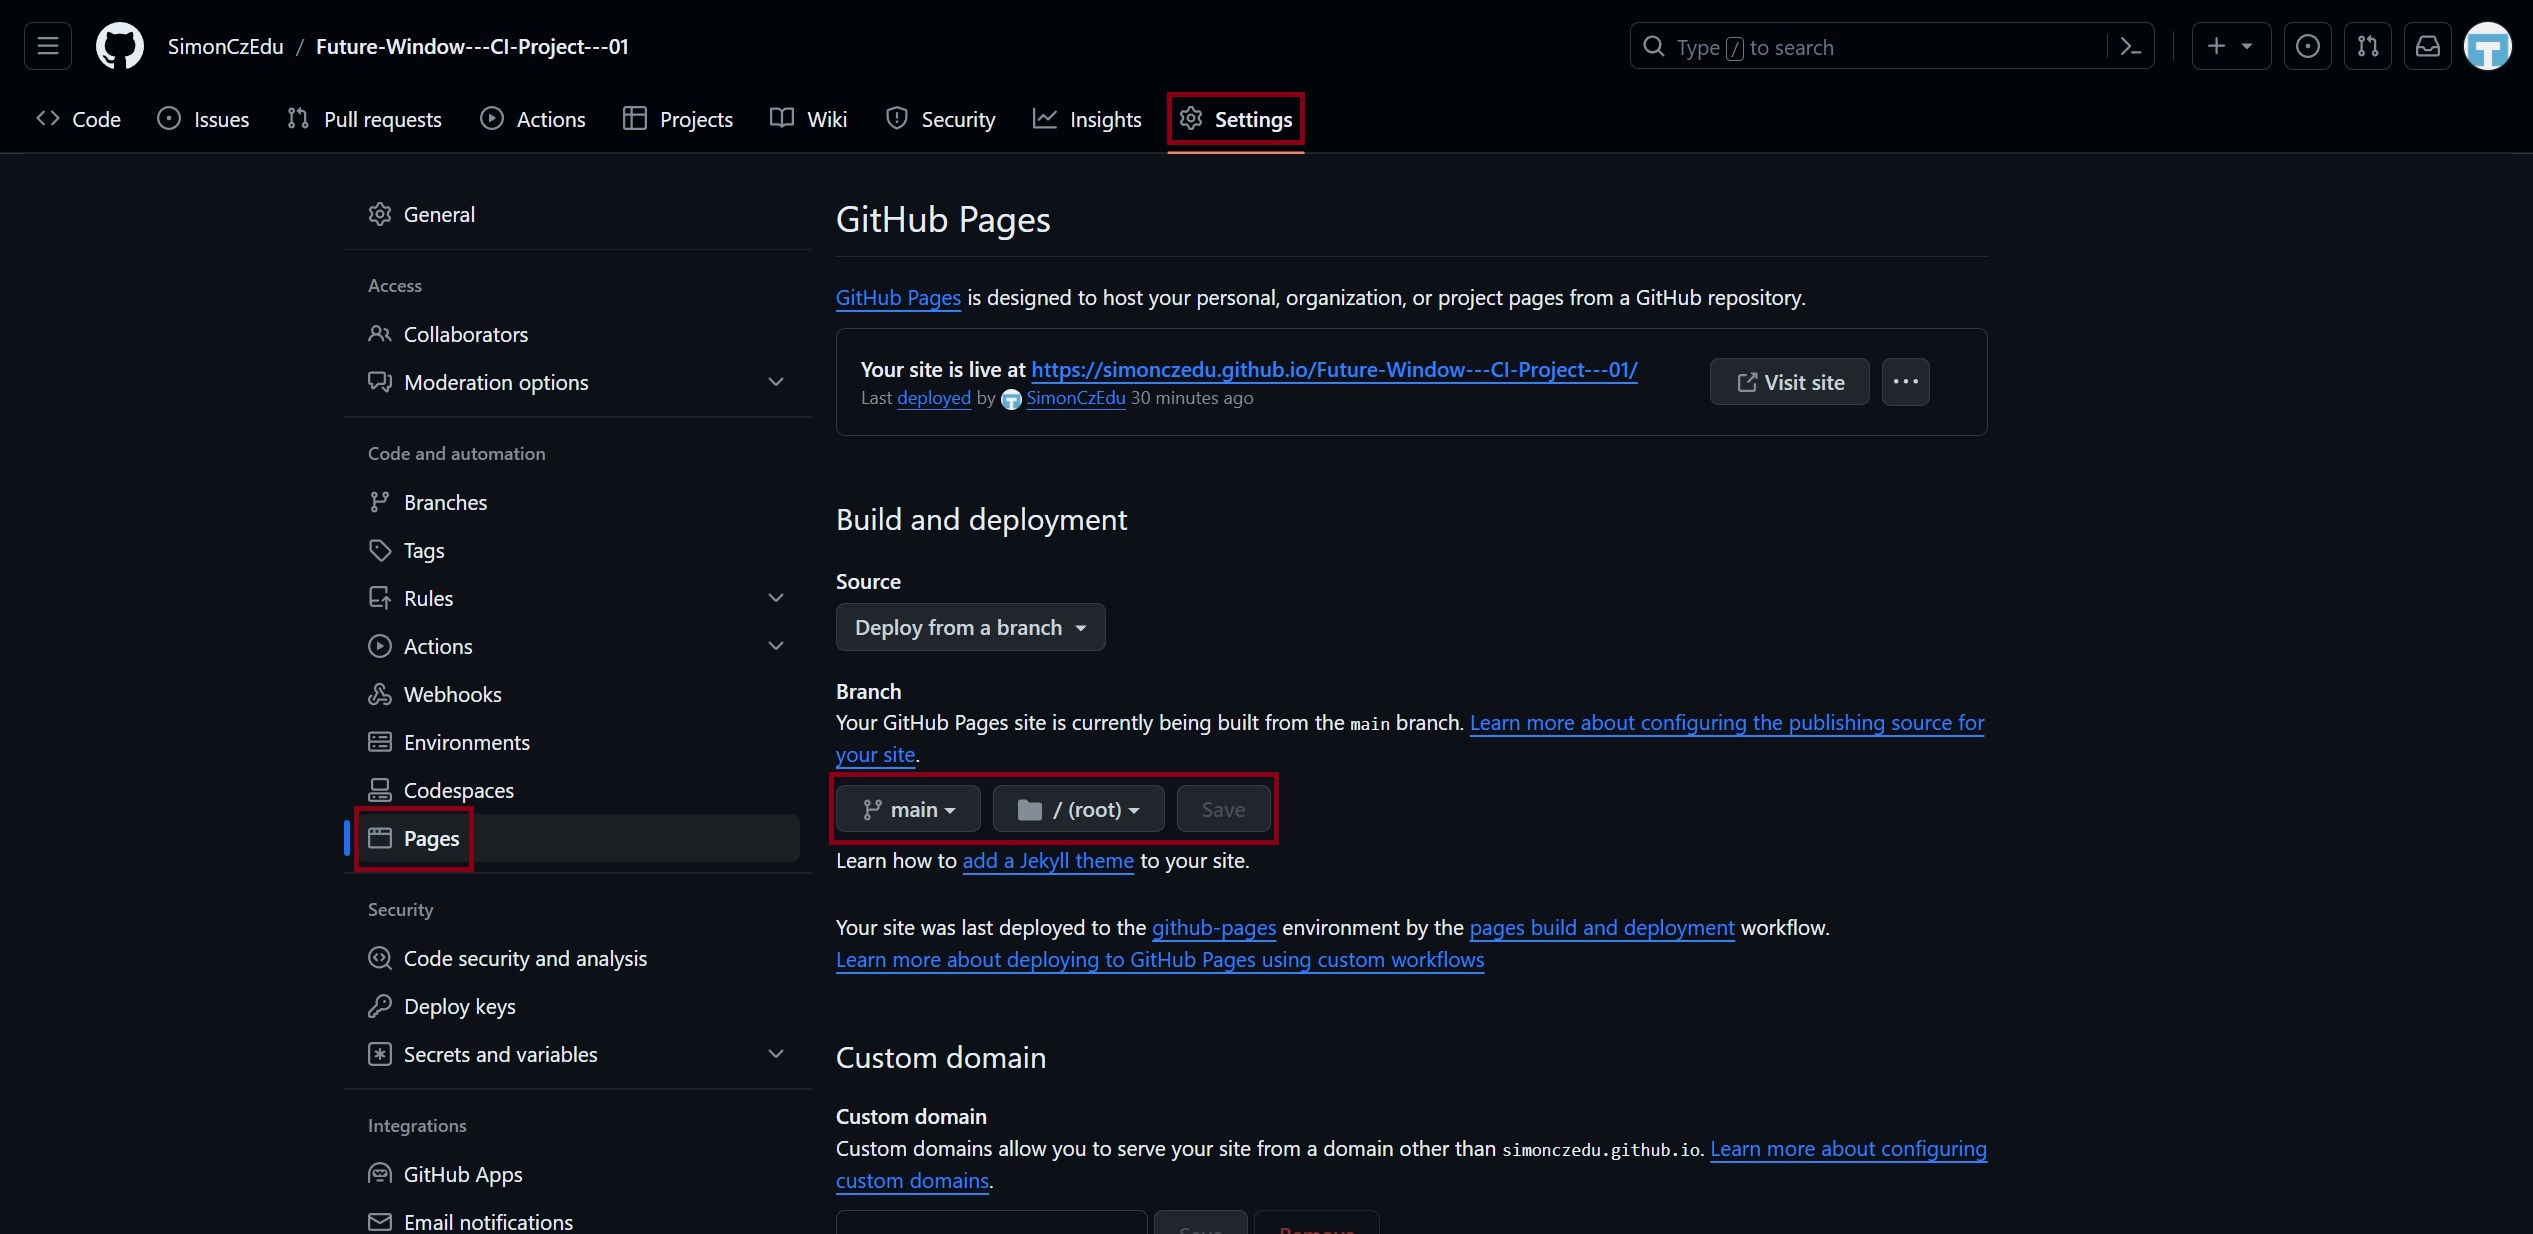 SimonCzEdu / Future-Window---CI-Project---01
Type / to search
Code
Issues
Pull requests
Actions
Projects
Wiki
Security
Insights
Settings
General
Access
Collaborators
Moderation options
Code and automation
Branches
Tags
Rules
Actions
Webhooks
Environments
Codespaces
Pages
Security
Code security and analysis
Deploy keys
Secrets and variables
Integrations
GitHub Apps
Email notifications
GitHub Pages
GitHub Pages is designed to host your personal, organization, or project pages from a GitHub repository.
Your site is live at https://simonczedu.github.io/Future-Window---CI-Project---01/
Last deployed by SimonCzEdu 30 minutes ago
Visit site
Build and deployment
Source
Deploy from a branch
Branch
Your GitHub Pages site is currently being built from the main branch. Learn more about configuring the publishing source for
your site.
main
/ (root)
Save
Learn how to add a Jekyll theme to your site.
Your site was last deployed to the github-pages environment by the pages build and deployment workflow.
Learn more about deploying to GitHub Pages using custom workflows
Custom domain
Custom domain
Custom domains allow you to serve your site from a domain other than simonczedu.github.io. Learn more about configuring
custom domains.
Save
Remove